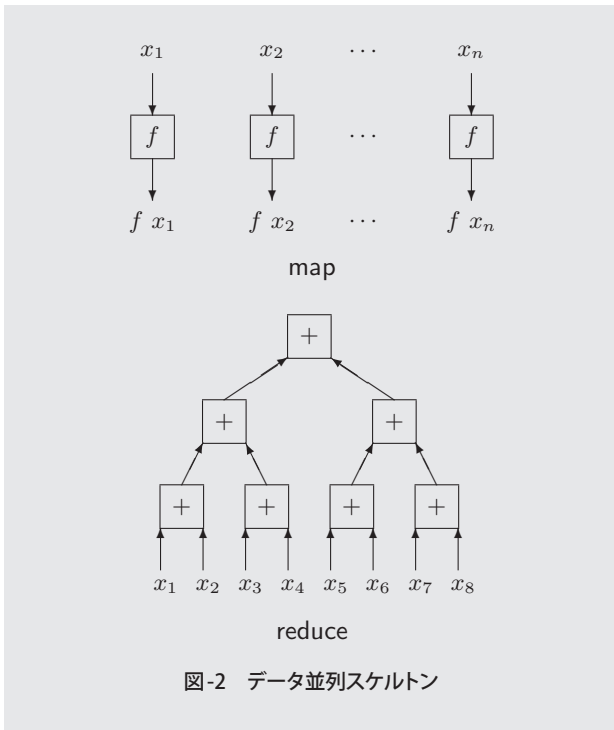 x₁ x₂ ··· xₙ
f f ··· f
f x₁ f x₂ ··· f xₙ
map
+
+ +
+ + + +
x₁ x₂ x₃ x₄ x₅ x₆ x₇ x₈
reduce
図-2 データ並列スケルトン